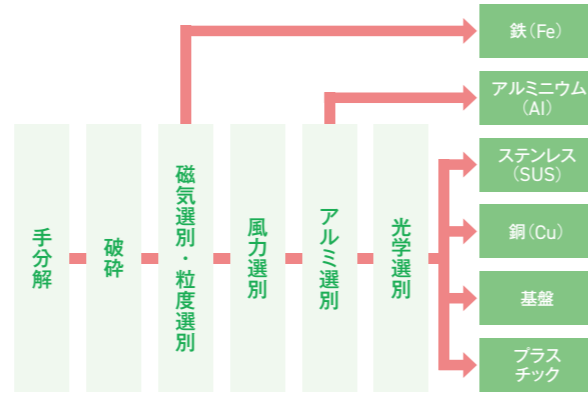 手分解
破砕
磁気選別・粒度選別
風力選別
アルミ選別
光学選別
鉄（Fe）
アルミニウム
（Al）
ステンレス
（SUS）
銅（Cu）
基盤
プラス
チック